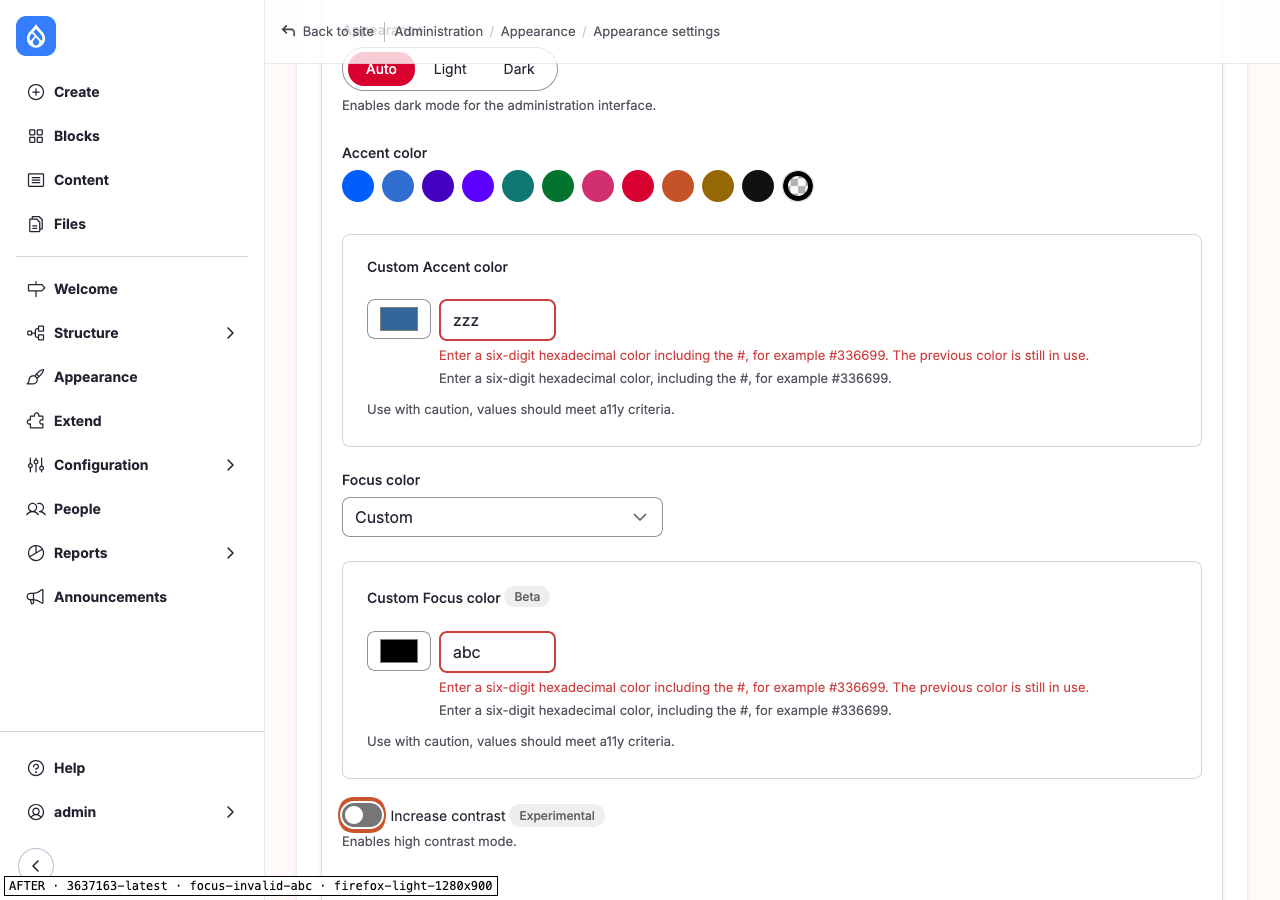 Back to site
Administration / Appearance / Appearance settings
Create
Blocks
Content
Files
Welcome
Structure
Appearance
Extend
Configuration
People
Reports
Announcements
Help
admin
Appearance
Auto Light Dark
Enables dark mode for the administration interface.
Accent color
Custom Accent color
zzz
Enter a six-digit hexadecimal color including the #, for example #336699. The previous color is still in use.
Enter a six-digit hexadecimal color, including the #, for example #336699.
Use with caution, values should meet a11y criteria.
Focus color
Custom
Custom Focus color Beta
abc
Enter a six-digit hexadecimal color including the #, for example #336699. The previous color is still in use.
Enter a six-digit hexadecimal color, including the #, for example #336699.
Use with caution, values should meet a11y criteria.
Increase contrast Experimental
Enables high contrast mode.
AFTER · 3637163-latest · focus-invalid-abc · firefox-light-1280x900